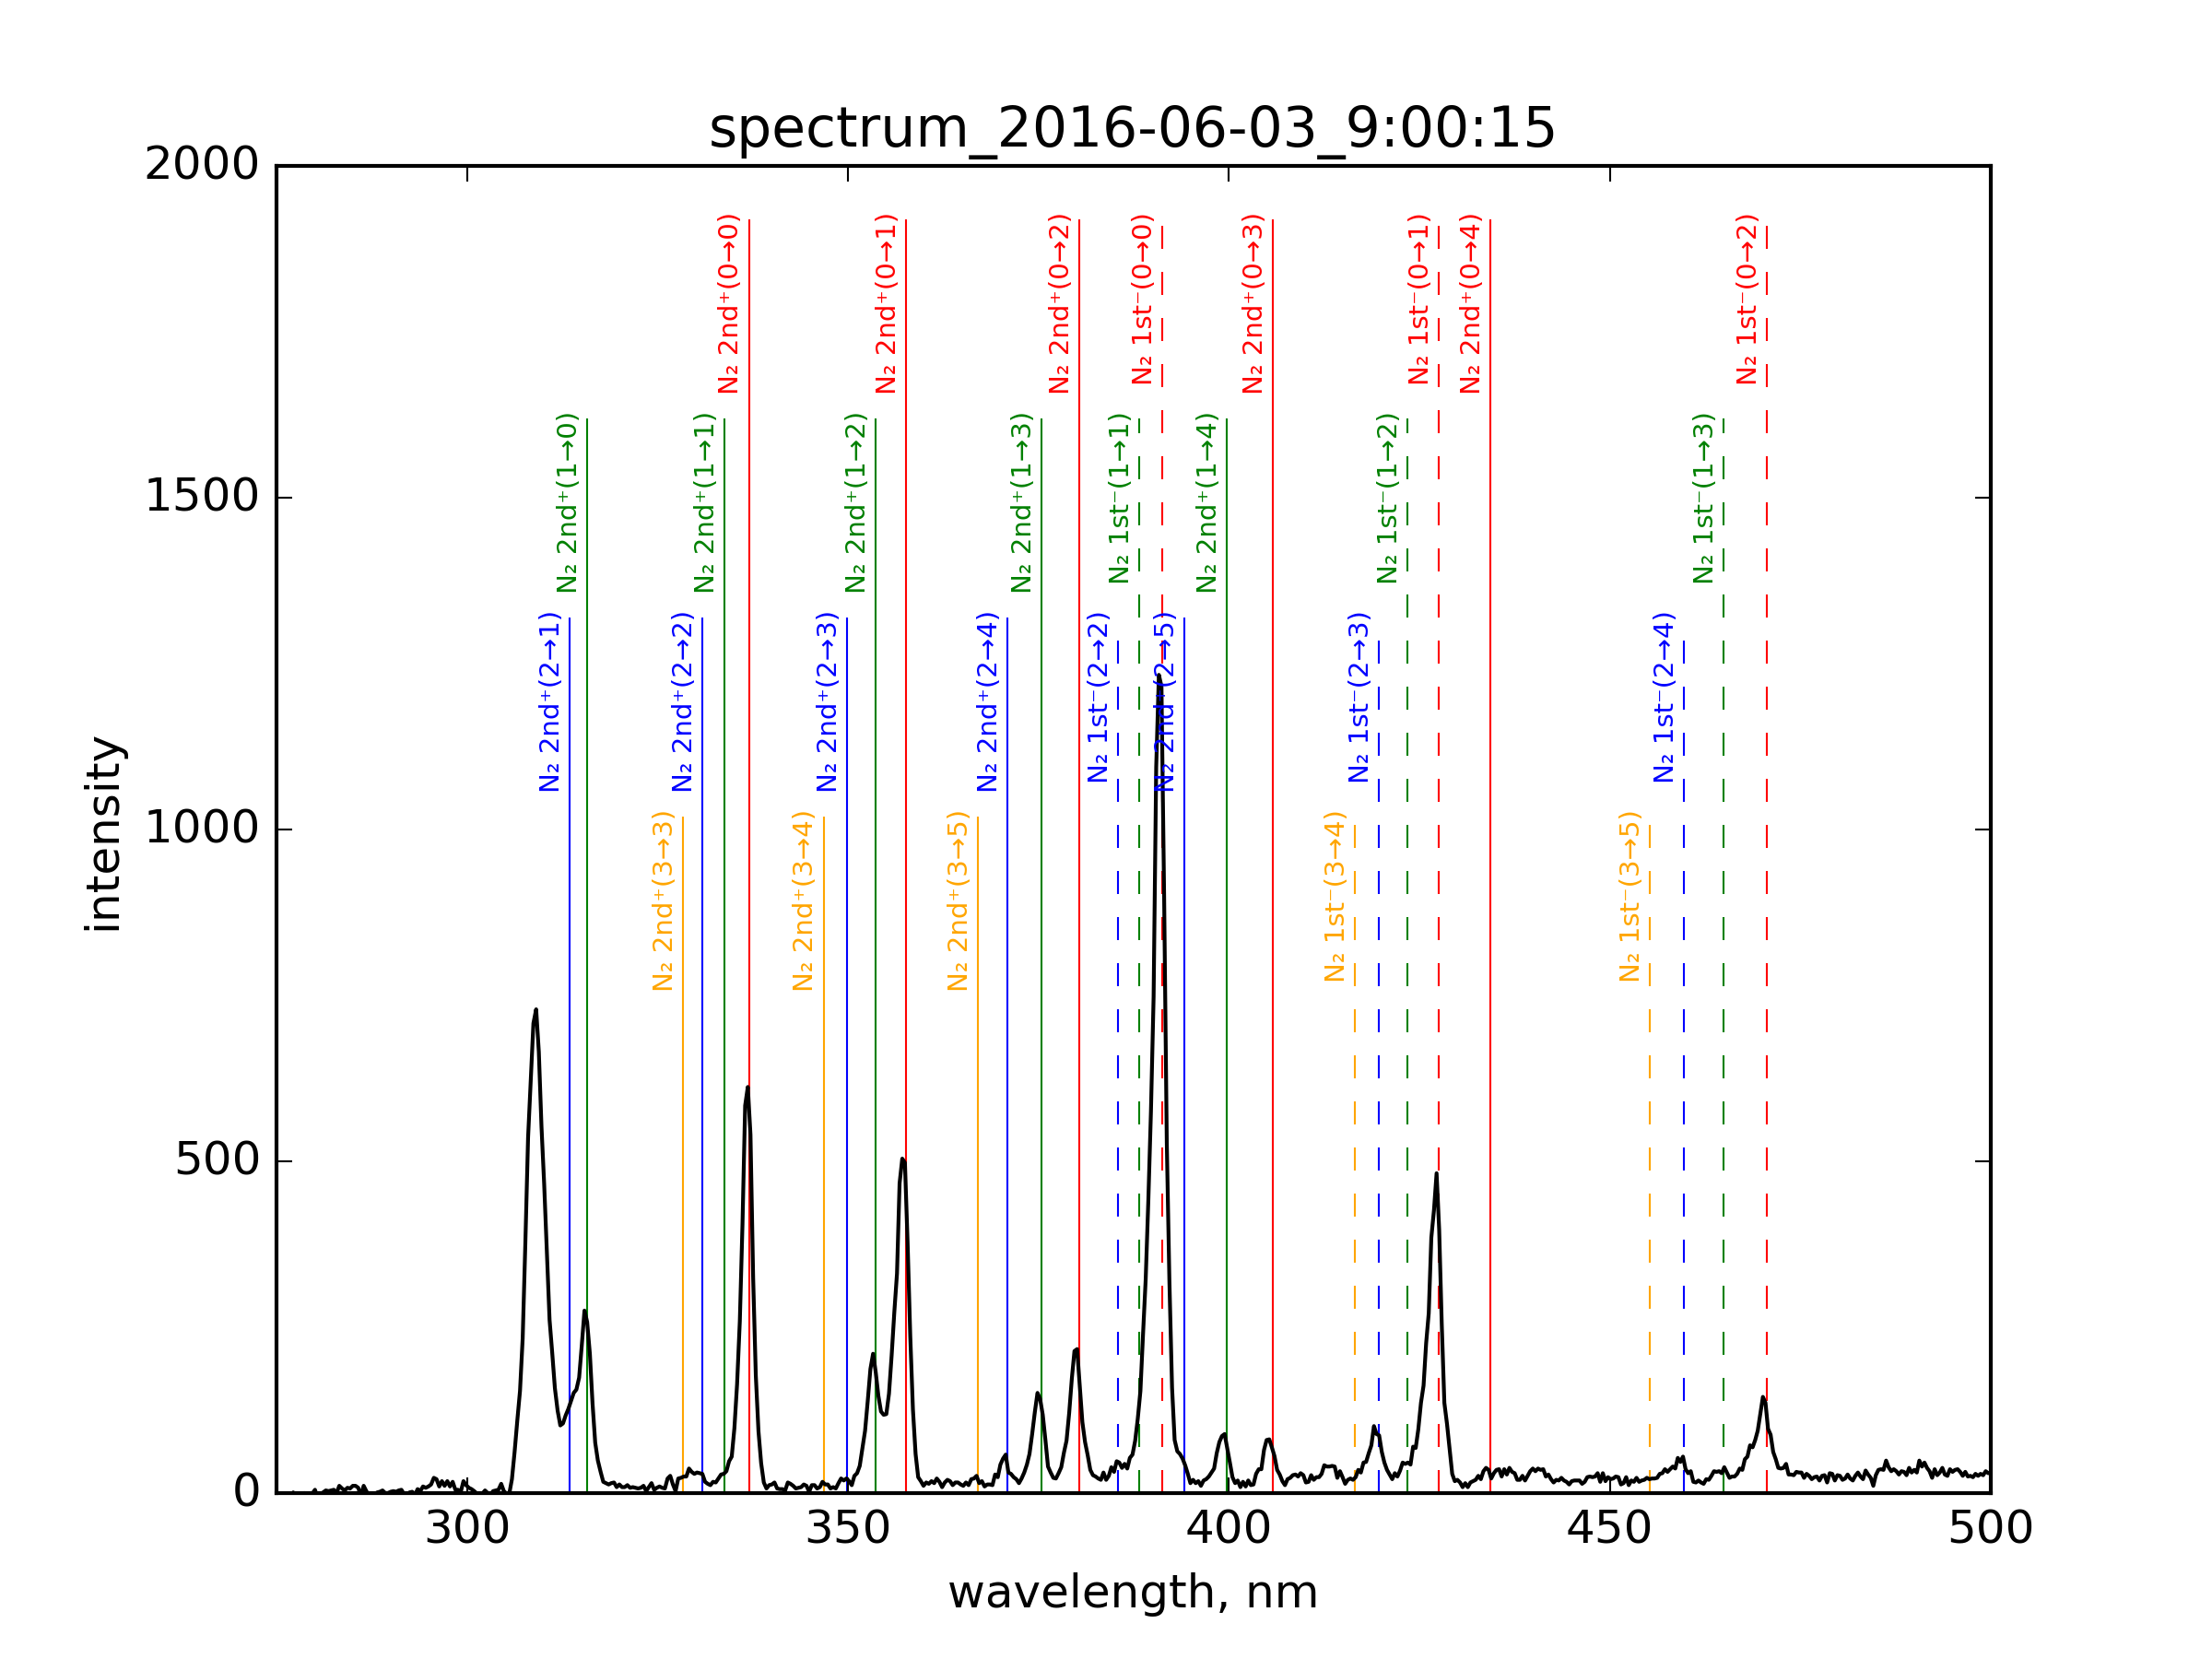 spectrum_2016-06-03_9:00:15
2000
1500
1000
500
0
intensity
N₂ 2nd⁺(0→0)
N₂ 2nd⁺(0→1)
N₂ 2nd⁺(0→2)
N₂ 1st⁻(0→0)
N₂ 2nd⁺(0→3)
N₂ 1st⁻(0→1)
N₂ 2nd⁺(0→4)
N₂ 1st⁻(0→2)
N₂ 2nd⁺(1→0)
N₂ 2nd⁺(1→1)
N₂ 2nd⁺(1→2)
N₂ 2nd⁺(1→3)
N₂ 1st⁻(1→1)
N₂ 2nd⁺(1→4)
N₂ 1st⁻(1→2)
N₂ 1st⁻(1→3)
N₂ 2nd⁺(2→1)
N₂ 2nd⁺(2→2)
N₂ 2nd⁺(2→3)
N₂ 2nd⁺(2→4)
N₂ 1st⁻(2→2)
N₂ 2nd⁺(2→5)
N₂ 1st⁻(2→3)
N₂ 1st⁻(2→4)
N₂ 2nd⁺(3→3)
N₂ 2nd⁺(3→4)
N₂ 2nd⁺(3→5)
N₂ 1st⁻(3→4)
N₂ 1st⁻(3→5)
300 350 400 450 500
wavelength, nm